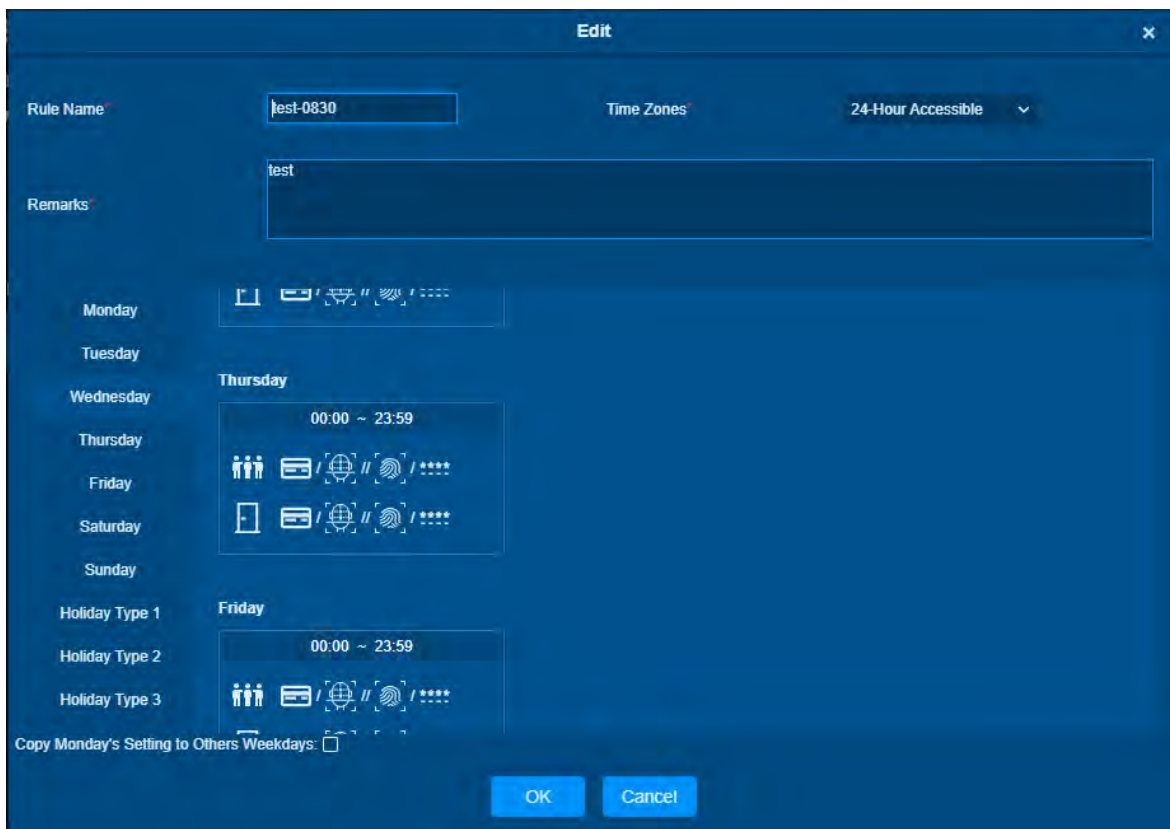 Edit ×
Rule Name* test-0830 Time Zones* 24-Hour Accessible
Remarks* test
Monday
Tuesday
Wednesday
Thursday
Friday
Saturday
Sunday
Holiday Type 1
Holiday Type 2
Holiday Type 3
/ // / ****
Thursday
00:00 ~ 23:59
/ // / ****
/ // / ****
Friday
00:00 ~ 23:59
/ // / ****
Copy Monday's Setting to Others Weekdays:
OK Cancel